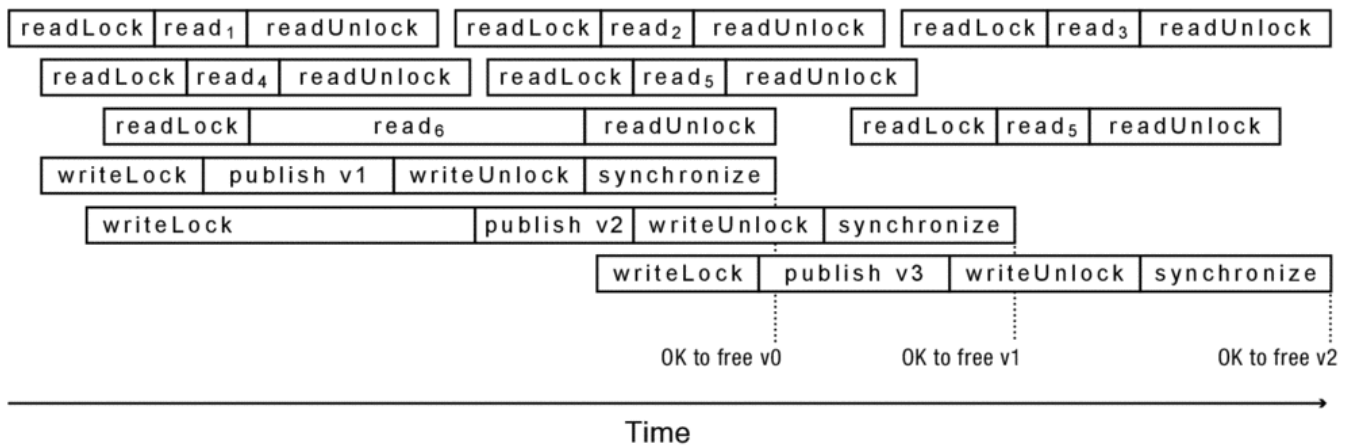 readLock read₁ readUnlock readLock read₂ readUnlock readLock read₃ readUnlock
readLock read₄ readUnlock readLock read₅ readUnlock
readLock read₆ readUnlock readLock read₅ readUnlock
writeLock publish v1 writeUnlock synchronize
writeLock publish v2 writeUnlock synchronize
writeLock publish v3 writeUnlock synchronize
OK to free v0 OK to free v1 OK to free v2
Time